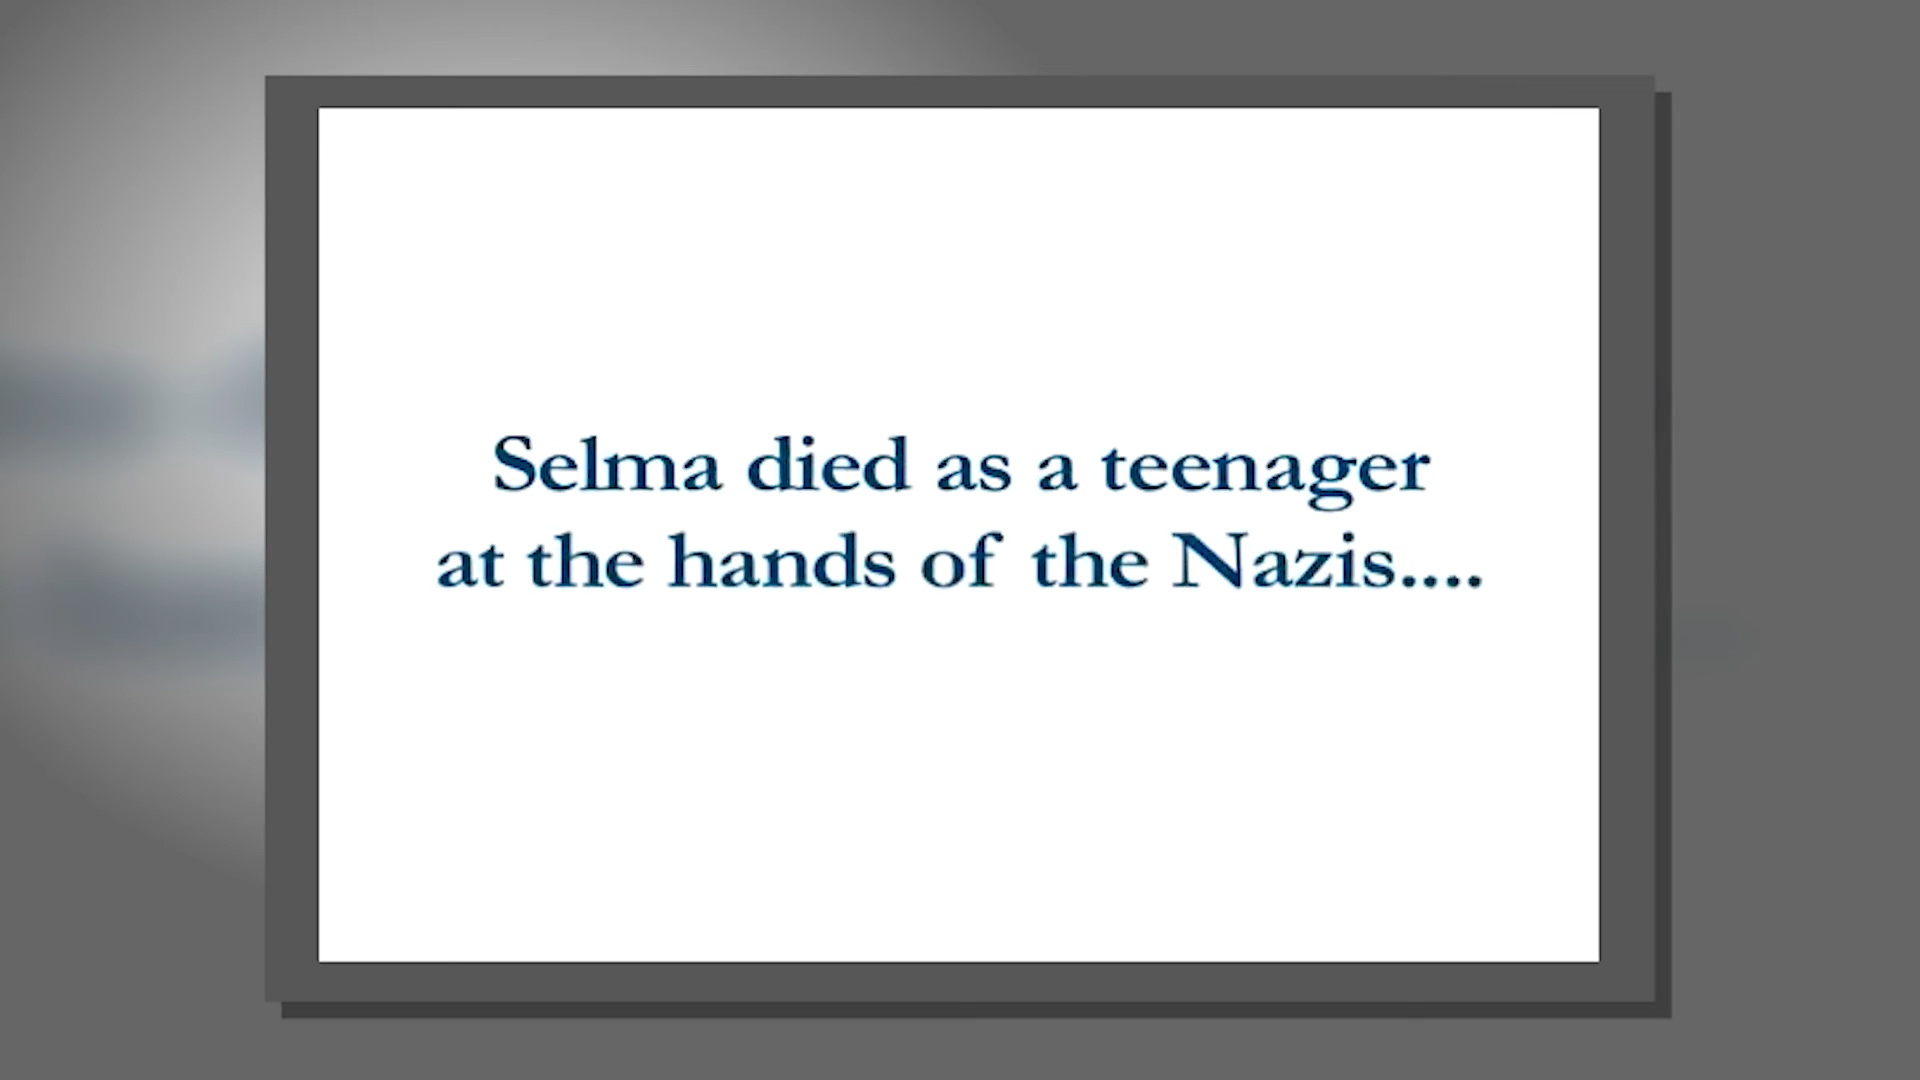 Selma died as a teenager
at the hands of the Nazis....